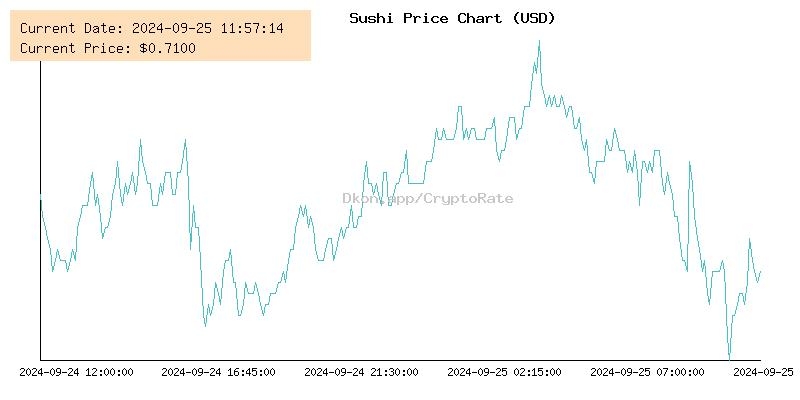 Sushi Price Chart (USD)
Current Date: 2024-09-25 11:57:14
Current Price: $0.7100
Dkon.app/CryptoRate
2024-09-24 12:00:00 2024-09-24 16:45:00 2024-09-24 21:30:00 2024-09-25 02:15:00 2024-09-25 07:00:00 2024-09-25